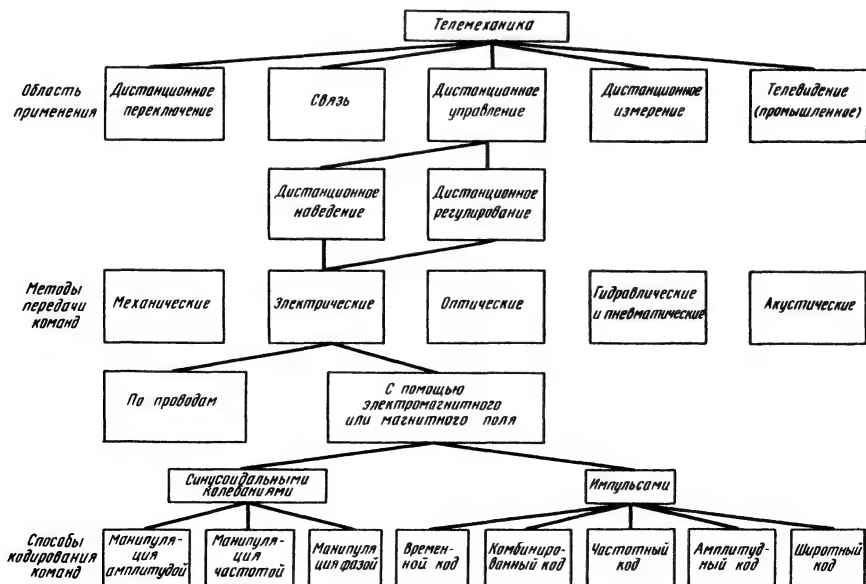 Телемеханика
Область
применения
Дистанционное
переключение
Связь
Дистанционное
управление
Дистанционное
измерение
Телевидение
(промышленное)
Дистанционное
наведение
Дистанционное
регулирование
Методы
передачи
команд
Механические
Электрические
Оптические
Гидравлические
и пневматические
Акустические
По проводам
С помощью
электромагнитного
или магнитного поля
Синусоидальными
колебаниями
Импульсами
Способы
кодирования
команд
Манипуля-
ция
амплитудой
Манипуля-
ция
частотой
Манипуля
ция фазой
Времен-
ной код
Комбиниро-
ванный код
Частотный
код
Амплитуд-
ный код
Широтный
код